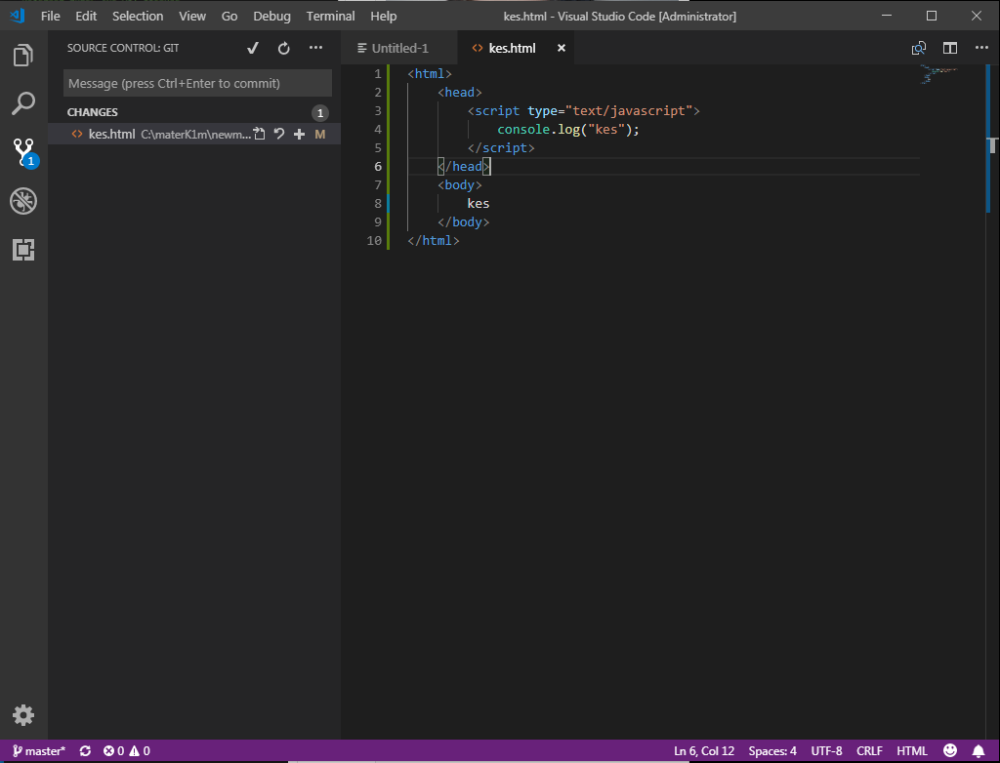 File Edit Selection View Go Debug Terminal Help kes.html - Visual Studio Code [Administrator]
SOURCE CONTROL: GIT
Message (press Ctrl+Enter to commit)
CHANGES 1
kes.html C:\materK1m\newm... M
1
Untitled-1 kes.html
1 <html>
2 <head>
3 <script type="text/javascript">
4 console.log("kes");
5 </script>
6 </head>
7 <body>
8 kes
9 </body>
10 </html>
master* 0 0 Ln 6, Col 12 Spaces: 4 UTF-8 CRLF HTML